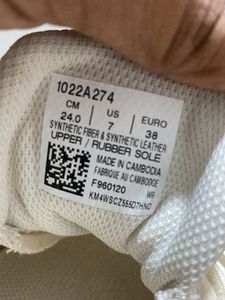 1022A274
CM US EURO
24.0 7 38
SYNTHETIC FIBER & SYNTHETIC LEATHER
UPPER / RUBBER SOLE
MADE IN CAMBODIA
FABRIQUE AU CAMBODGE
F960120 WR